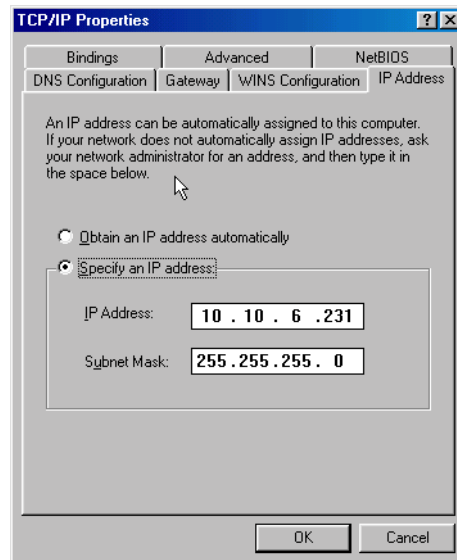 TCP/IP Properties
Bindings Advanced NetBIOS
DNS Configuration Gateway WINS Configuration IP Address
An IP address can be automatically assigned to this computer.
If your network does not automatically assign IP addresses, ask
your network administrator for an address, and then type it in
the space below.
Obtain an IP address automatically
Specify an IP address:
IP Address: 10 . 10 . 6 .231
Subnet Mask: 255.255.255. 0
OK Cancel